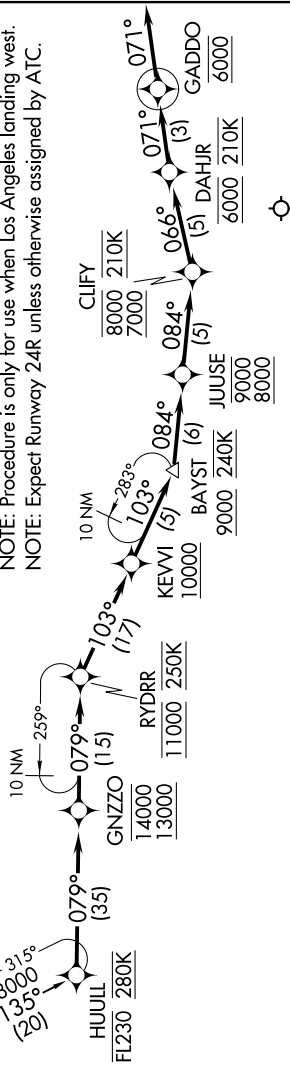 NOTE: Procedure is only for use when Los Angeles landing west.
NOTE: Expect Runway 24R unless otherwise assigned by ATC.
315°
135°
(20)
HUULL
FL230 280K
079°
(35)
GNZZO
14000
13000
10 NM
259°
079°
(15)
RYDRR
11000 250K
103°
(17)
KEVVI
10000
10 NM
283°
103°
(5)
BAYST
9000 240K
084°
(6)
JUUSE
9000
8000
084°
(5)
CLIFY
8000 210K
7000
066°
(5)
DAHJR
6000 210K
071°
(3)
GADDO
6000
071°